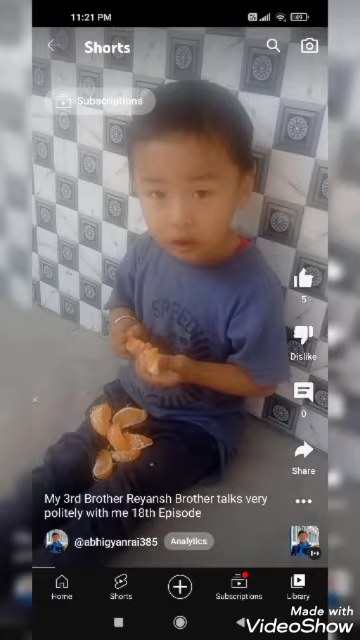 11:21 PM
Shorts
Subscriptions
SPEED
5
Dislike
0
Share
My 3rd Brother Reyansh Brother talks very
politely with me 18th Episode
@abhigyanrai385
Analytics
Home
Shorts
Subscriptions
Library
Made with
VideoShow